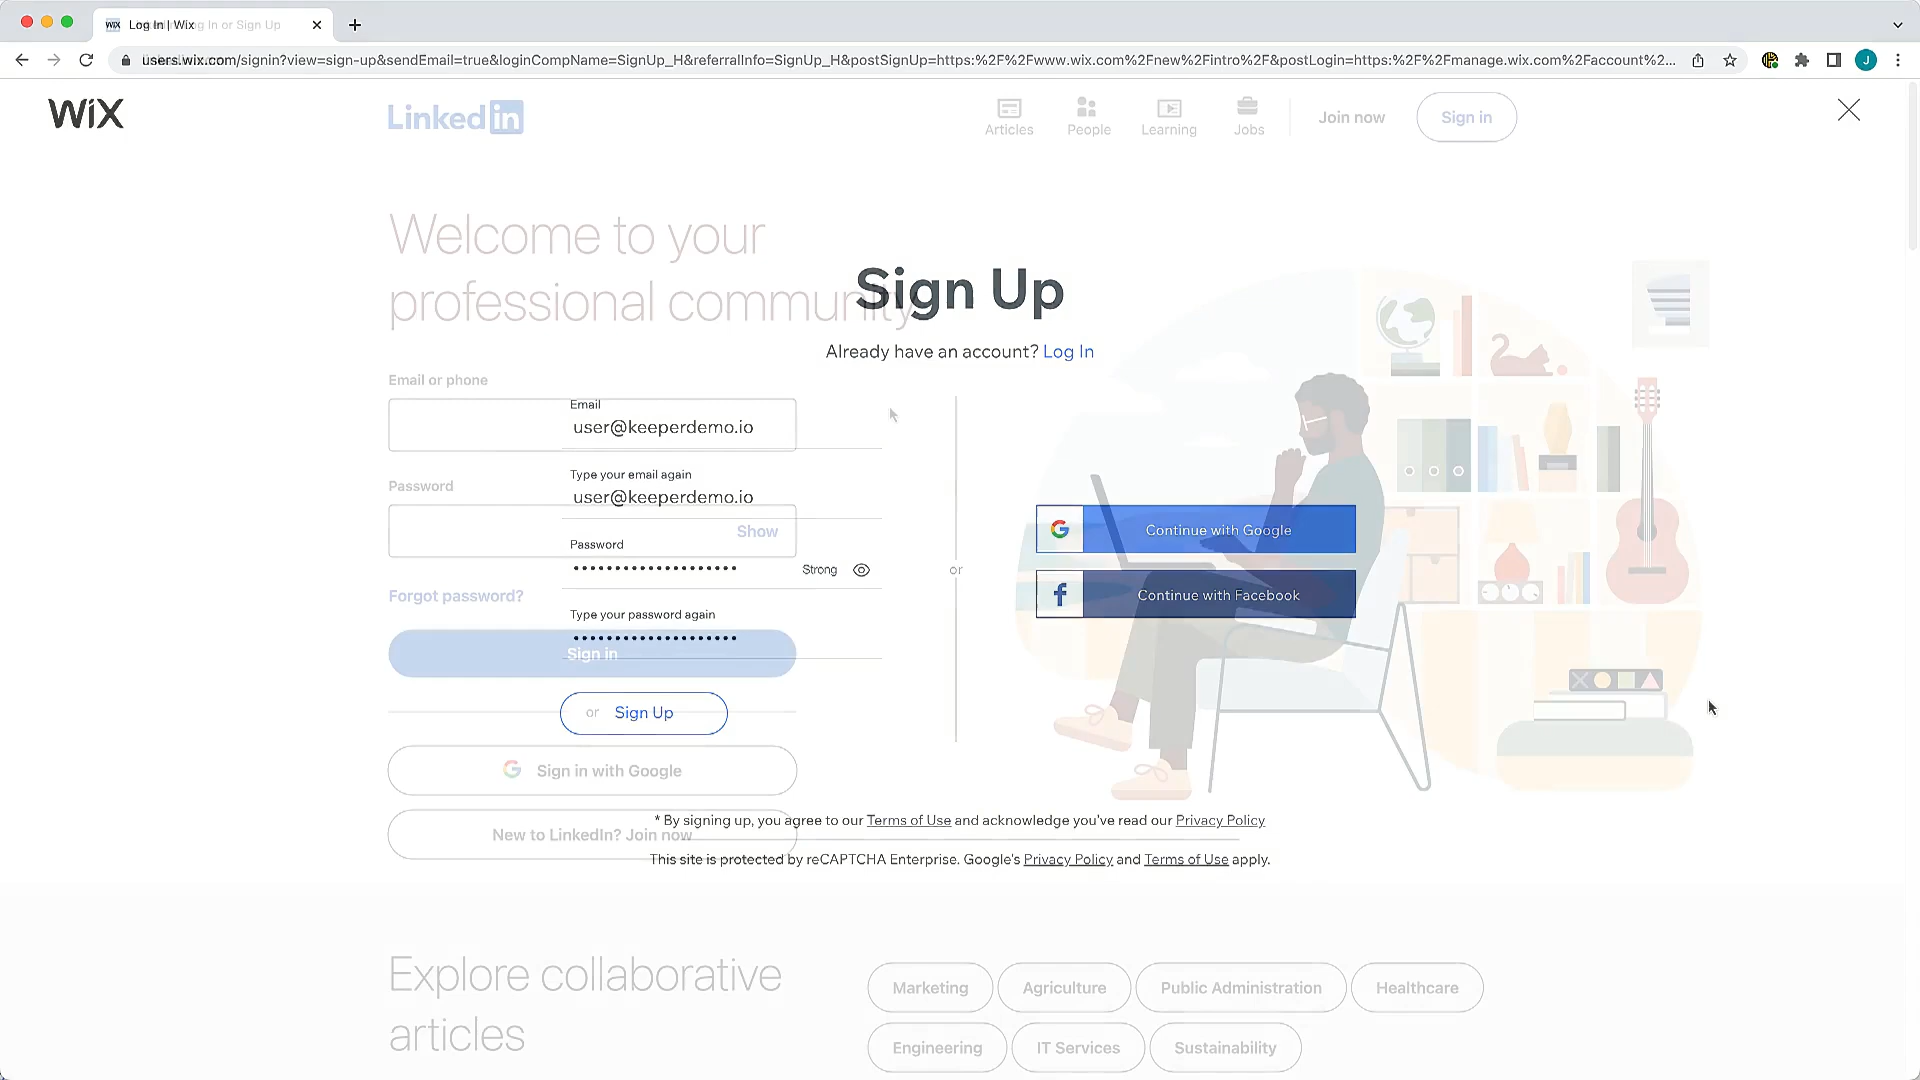 Log In | Wix
g In or Sign Up
users.wix.com/signin?view=sign-up&sendEmail=true&loginCompName=SignUp_H&referralInfo=SignUp_H&postSignUp=https:%2F%2Fwww.wix.com%2Fnew%2Fintro%2F&postLogin=https:%2F%2Fmanage.wix.com%2Faccount%2...
J
WiX
Linked in
Articles
People
Learning
Jobs
Join now
Sign in
Welcome to your
professional community
Sign Up
Already have an account? Log In
Email or phone
Email
user@keeperdemo.io
Type your email again
user@keeperdemo.io
Password
Show
Password
Strong
Forgot password?
Type your password again
Sign in
or
Continue with Google
Continue with Facebook
or
Sign Up
Sign in with Google
New to LinkedIn? Join now
* By signing up, you agree to our Terms of Use and acknowledge you've read our Privacy Policy
This site is protected by reCAPTCHA Enterprise. Google's Privacy Policy and Terms of Use apply.
Explore collaborative
articles
Marketing
Agriculture
Public Administration
Healthcare
Engineering
IT Services
Sustainability